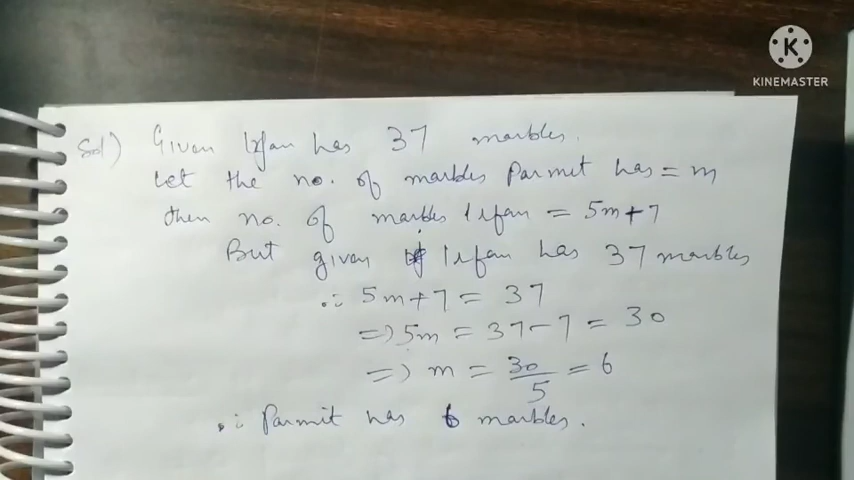 KINEMASTER
Sol) Given Irfan has 37 marbles.
Let the no. of marbles Parmit has = m
then no. of marbles Irfan = 5m+7
But given Irfan has 37 marbles
∴ 5m+7 = 37
=> 5m = 37-7 = 30
=> m = 30/5 = 6
∴ Parmit has 6 marbles.